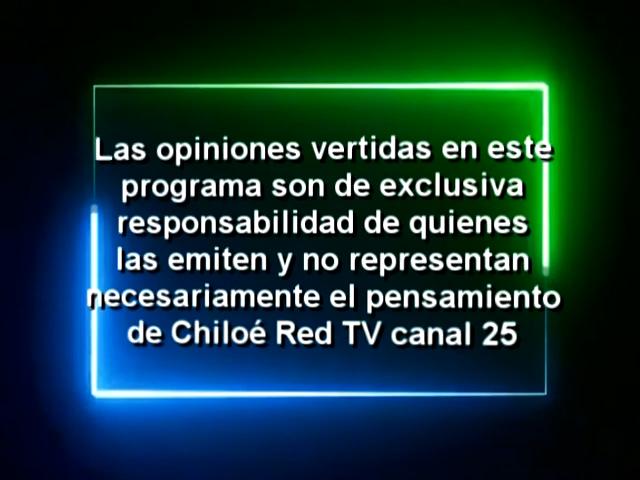 Las opiniones vertidas en este
programa son de exclusiva
responsabilidad de quienes
las emiten y no representan
necesariamente el pensamiento
de Chiloé Red TV canal 25